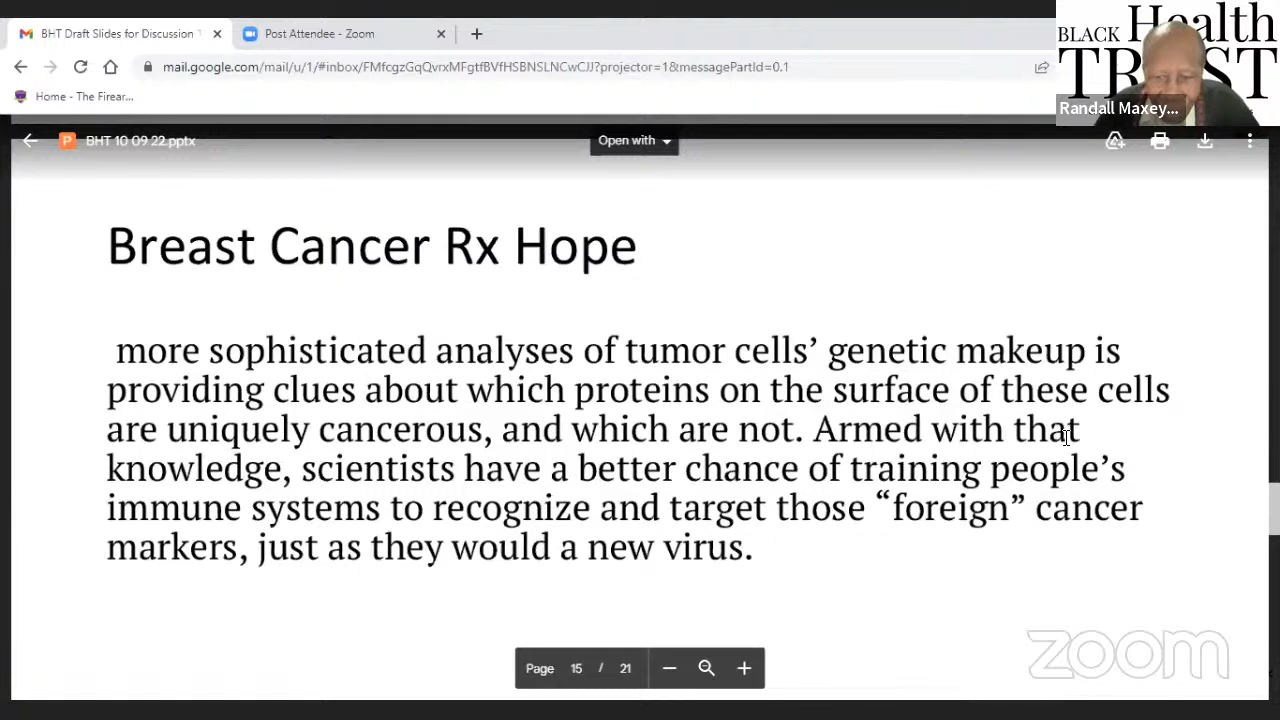 BHT Draft Slides for Discussion
Post Attendee - Zoom
BLACK Health
TRUST
mail.google.com/mail/u/1/#inbox/FMfcgzGqQvrxMFgtfBVfHSBNSLNCwCJJ?projector=1&messagePartId=0.1
Home - The Firear...
Randall Maxey...
P BHT 10 09 22.pptx
Open with
Breast Cancer Rx Hope
more sophisticated analyses of tumor cells’ genetic makeup is
providing clues about which proteins on the surface of these cells
are uniquely cancerous, and which are not. Armed with that
knowledge, scientists have a better chance of training people’s
immune systems to recognize and target those “foreign” cancer
markers, just as they would a new virus.
zoom
Page 15 / 21